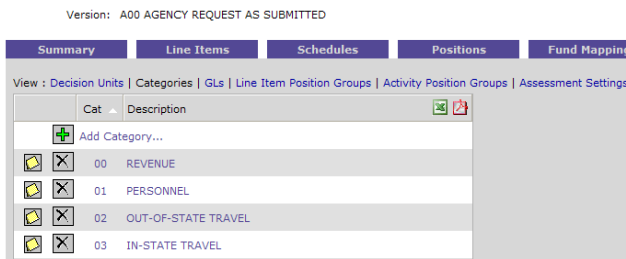 Version: A00 AGENCY REQUEST AS SUBMITTED
Summary Line Items Schedules Positions Fund Mapping
View : Decision Units | Categories | GLs | Line Item Position Groups | Activity Position Groups | Assessment Settings
Cat Description
Add Category...
00 REVENUE
01 PERSONNEL
02 OUT-OF-STATE TRAVEL
03 IN-STATE TRAVEL